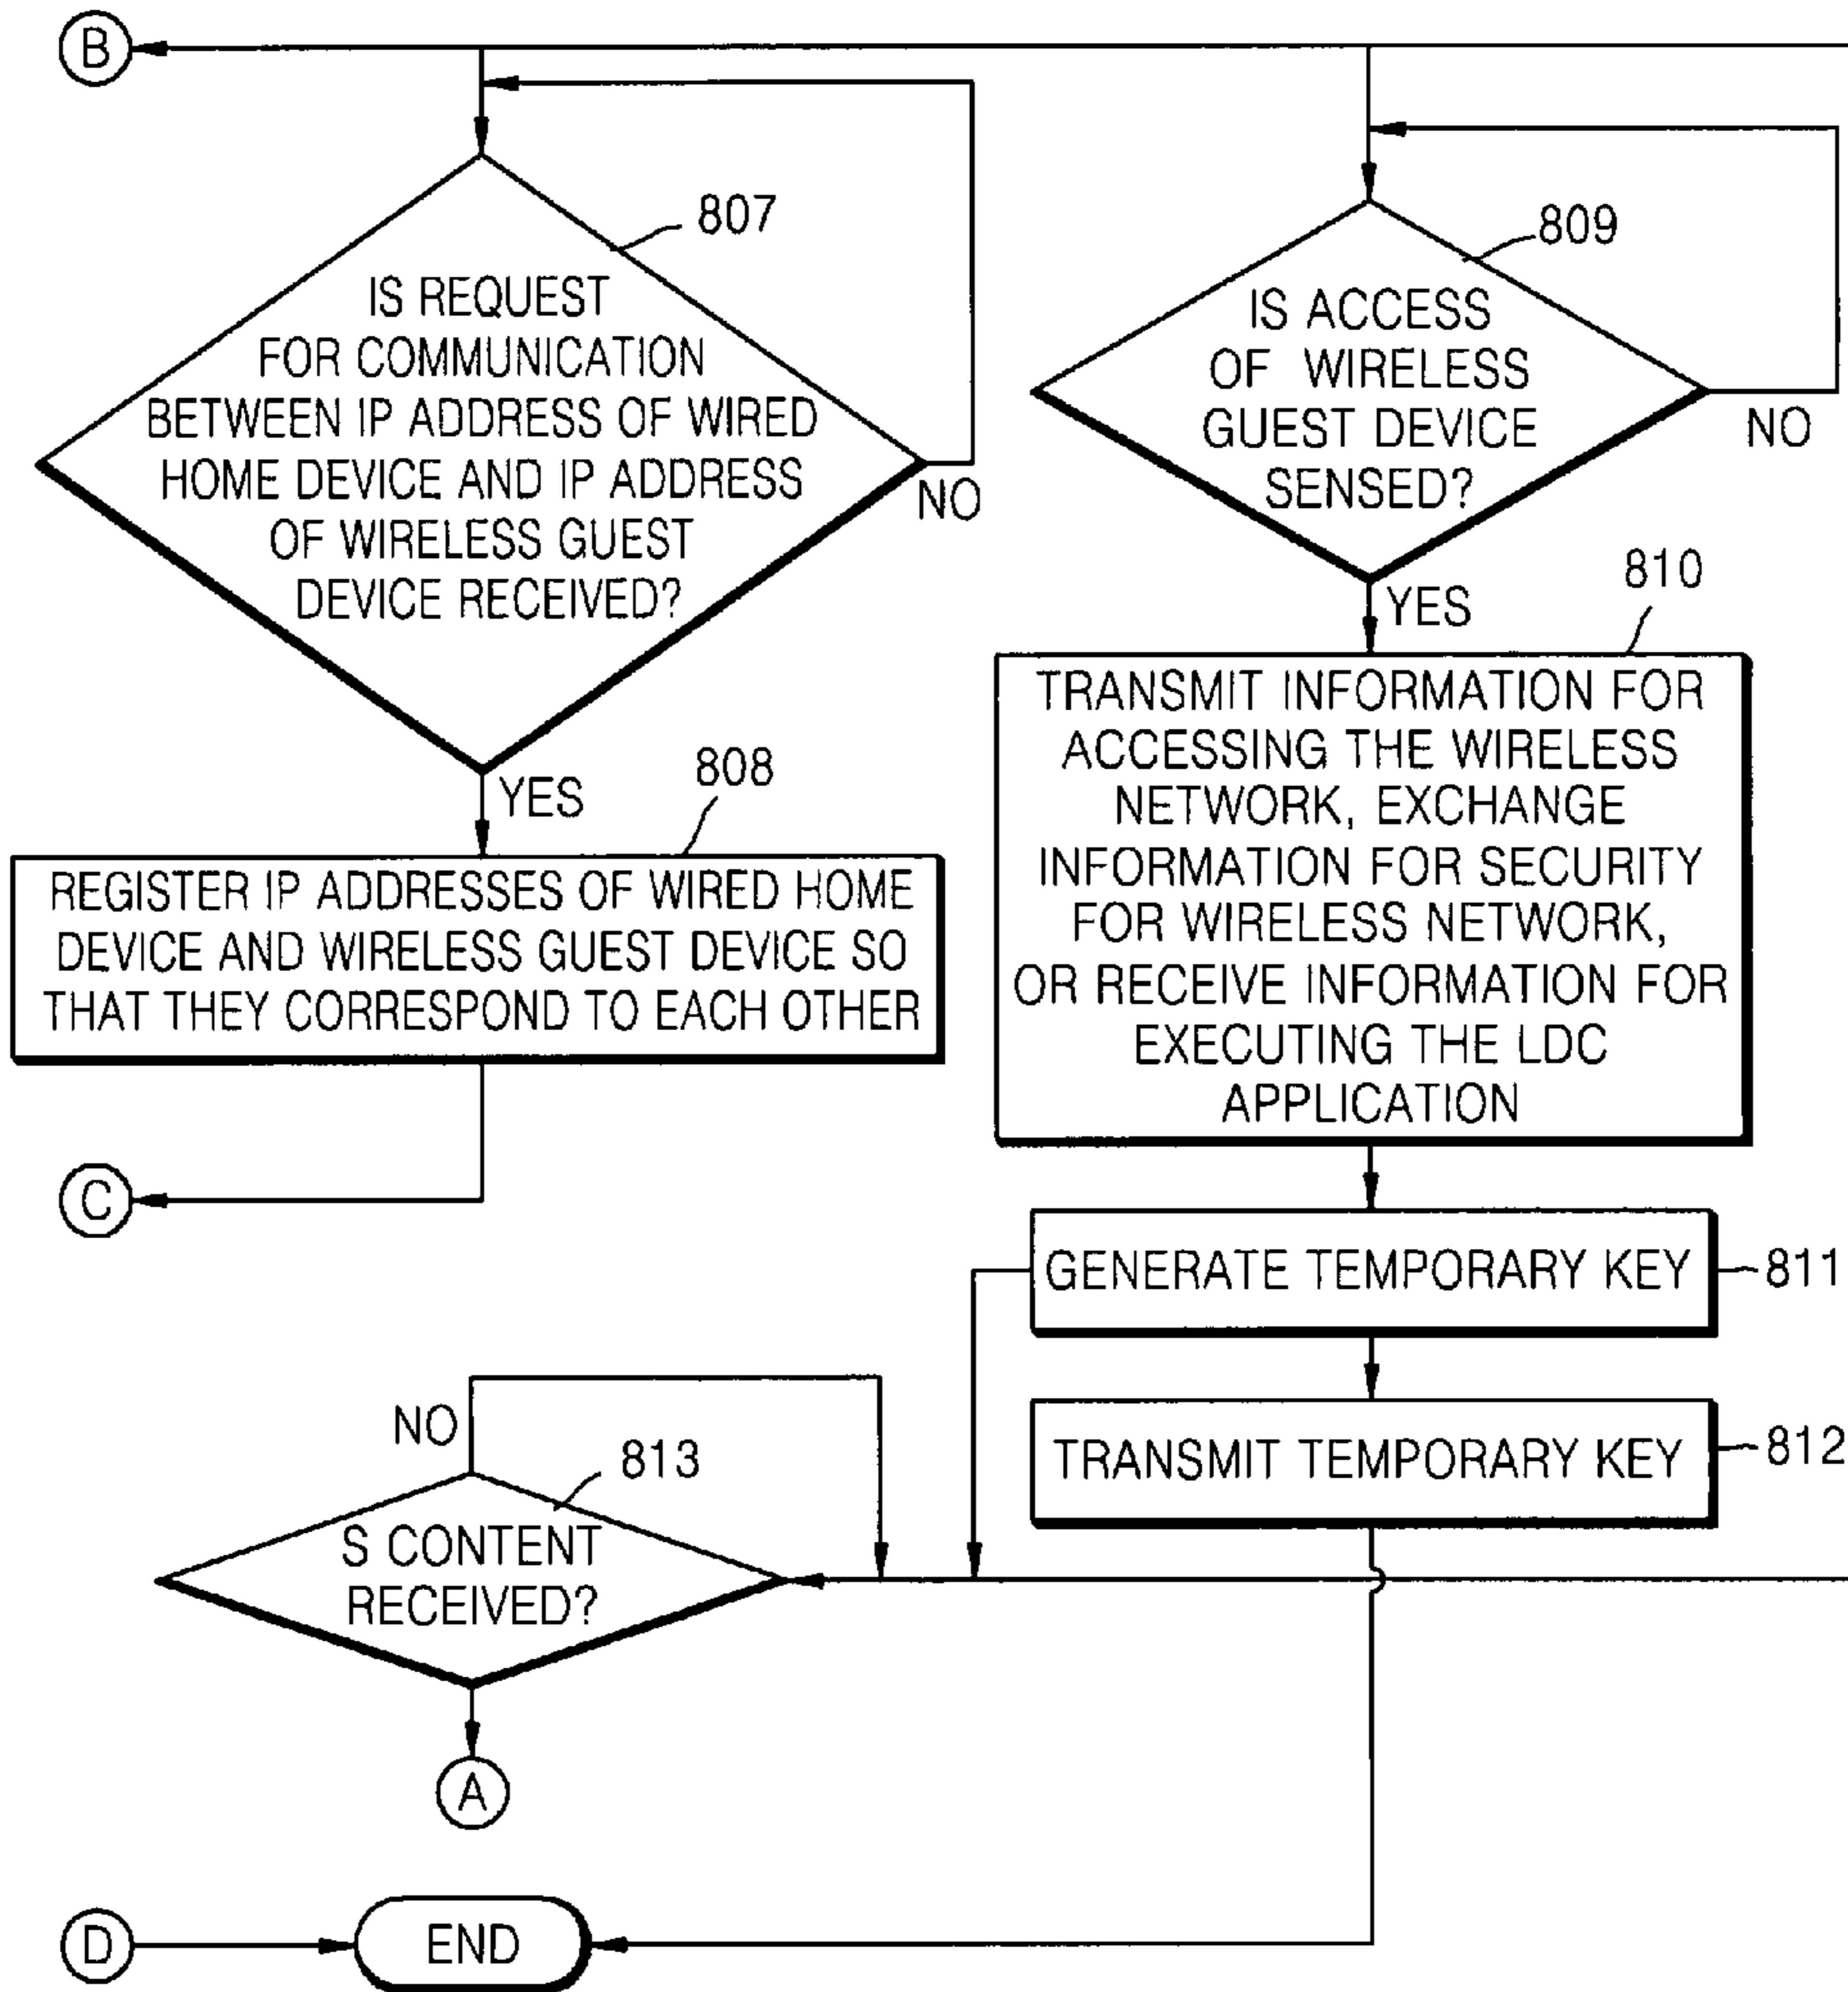 B
807
IS REQUEST
FOR COMMUNICATION
BETWEEN IP ADDRESS OF WIRED
HOME DEVICE AND IP ADDRESS
OF WIRELESS GUEST
DEVICE RECEIVED?
NO
YES
808
REGISTER IP ADDRESSES OF WIRED HOME
DEVICE AND WIRELESS GUEST DEVICE SO
THAT THEY CORRESPOND TO EACH OTHER
C
809
IS ACCESS
OF WIRELESS
GUEST DEVICE
SENSED?
NO
YES
810
TRANSMIT INFORMATION FOR
ACCESSING THE WIRELESS
NETWORK, EXCHANGE
INFORMATION FOR SECURITY
FOR WIRELESS NETWORK,
OR RECEIVE INFORMATION FOR
EXECUTING THE LDC
APPLICATION
GENERATE TEMPORARY KEY
811
TRANSMIT TEMPORARY KEY
812
NO
813
S CONTENT
RECEIVED?
A
D
END